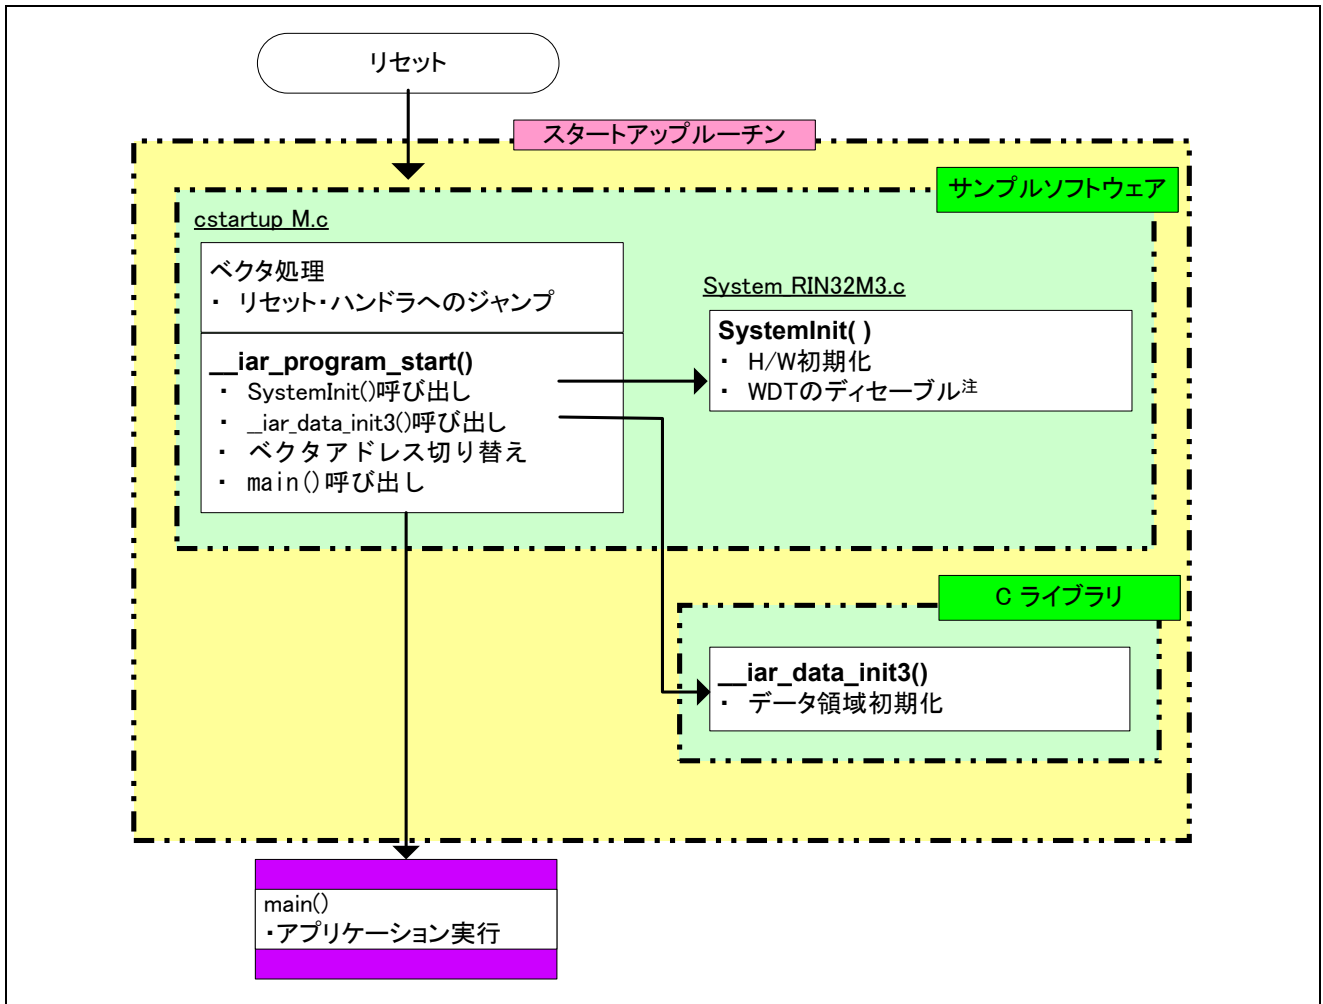 リセット
スタートアップルーチン
サンプルソフトウェア
cstartup_M.c
ベクタ処理
・ リセット・ハンドラへのジャンプ
__iar_program_start()
・ SystemInit()呼び出し
・ __iar_data_init3()呼び出し
・ ベクタアドレス切り替え
・ main()呼び出し
System_RIN32M3.c
SystemInit( )
・ H/W初期化
・ WDTのディセーブル注
C ライブラリ
__iar_data_init3()
・ データ領域初期化
main()
・アプリケーション実行